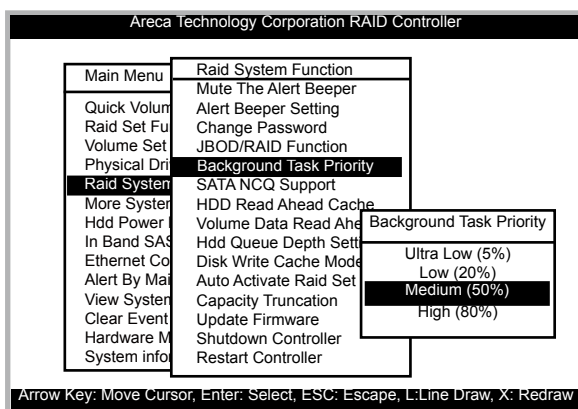 Areca Technology Corporation RAID Controller
Main Menu
Quick Volum
Raid Set Fu
Volume Set
Physical Dri
Raid System
More System
Hdd Power
In Band SAS
Ethernet Co
Alert By Mai
View System
Clear Event
Hardware M
System infor
Raid System Function
Mute The Alert Beeper
Alert Beeper Setting
Change Password
JBOD/RAID Function
Background Task Priority
SATA NCQ Support
HDD Read Ahead Cache
Volume Data Read Ahe
Hdd Queue Depth Setti
Disk Write Cache Mode
Auto Activate Raid Set
Capacity Truncation
Update Firmware
Shutdown Controller
Restart Controller
Background Task Priority
Ultra Low (5%)
Low (20%)
Medium (50%)
High (80%)
Arrow Key: Move Cursor, Enter: Select, ESC: Escape, L:Line Draw, X: Redraw